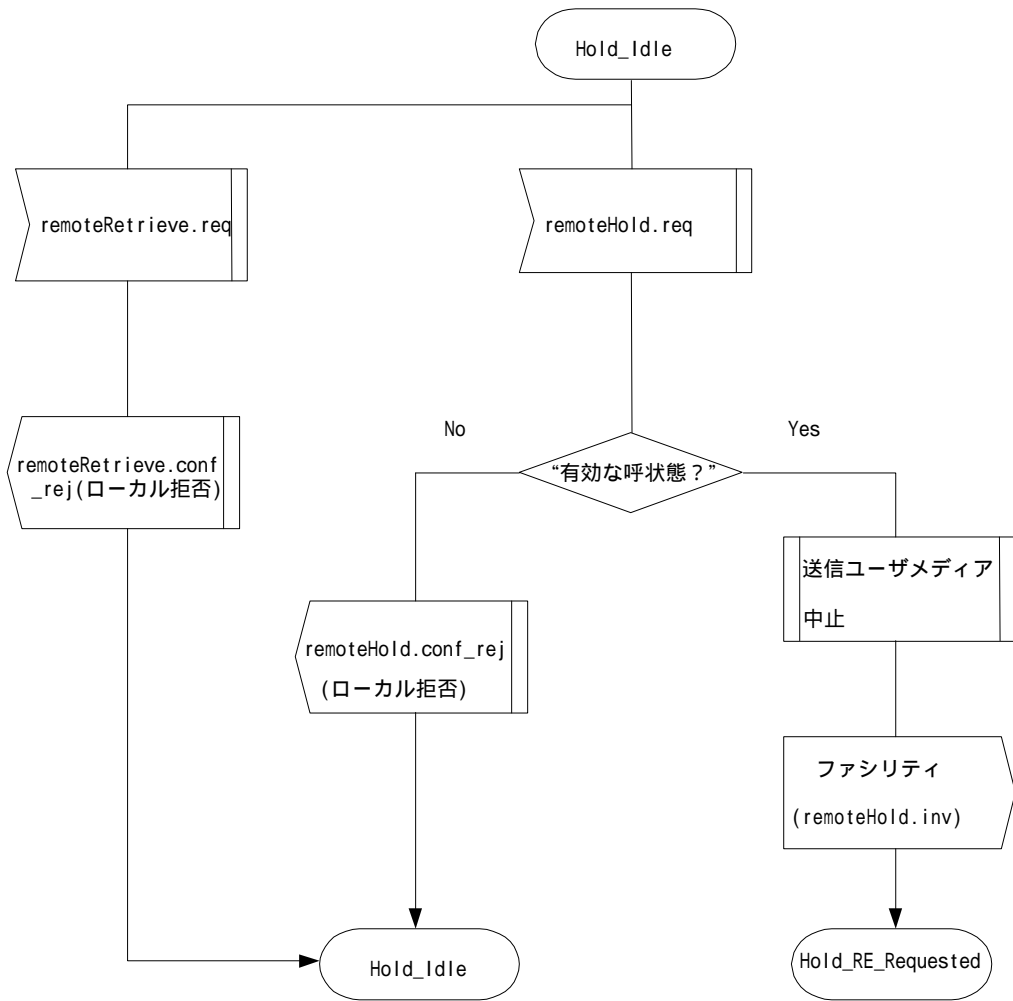 Hold_Idle
remoteRetrieve.req
remoteHold.req
No
Yes
remoteRetrieve.conf
_rej(ローカル拒否)
“有効な呼状態？”
送信ユーザメディア
中止
remoteHold.conf_rej
(ローカル拒否)
ファシリティ
(remoteHold.inv)
Hold_Idle
Hold_RE_Requested